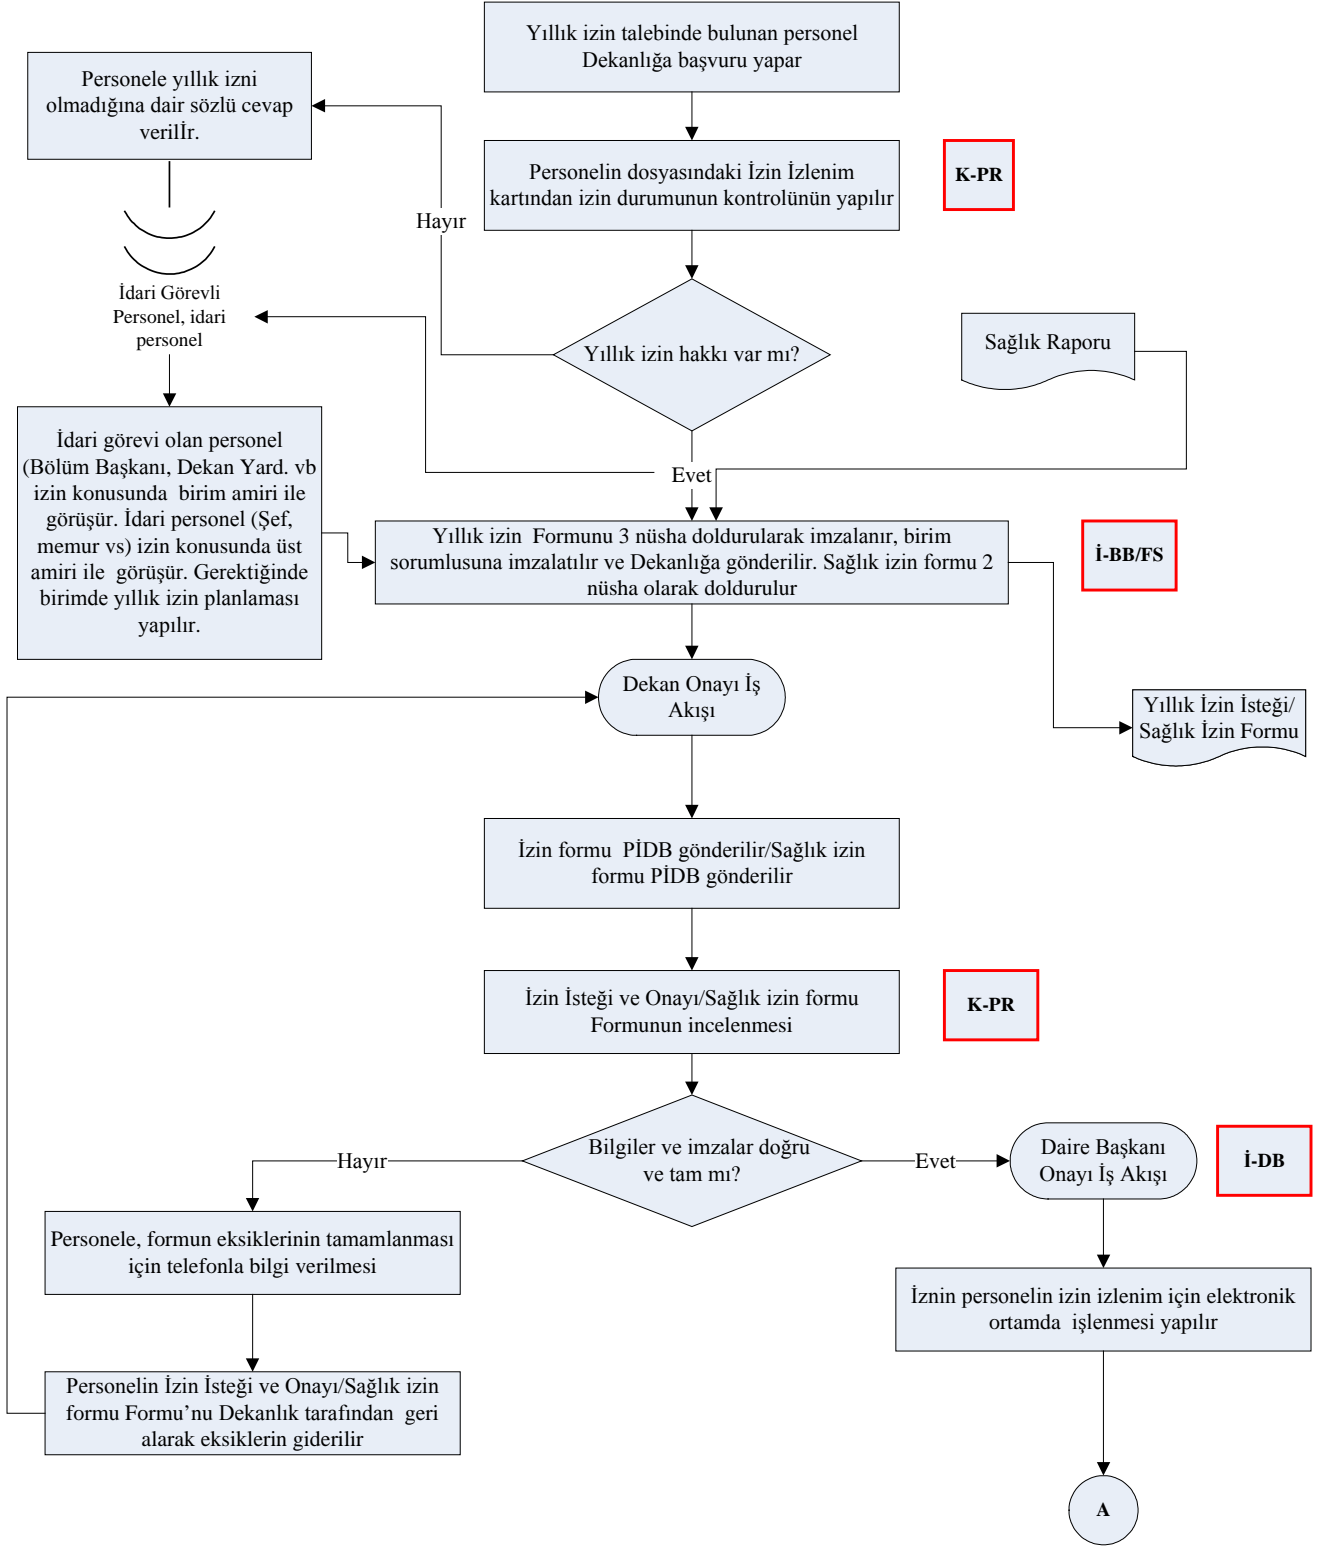 Yıllık izin talebinde bulunan personel
Dekanlığa başvuru yapar
Personele yıllık izni
olmadığına dair sözlü cevap
verilİr.
Personelin dosyasındaki İzin İzlenim
kartından izin durumunun kontrolünün yapılır
K-PR
Hayır
İdari Görevli
Personel, idari
personel
Yıllık izin hakkı var mı?
Sağlık Raporu
İdari görevi olan personel
(Bölüm Başkanı, Dekan Yard. vb
izin konusunda  birim amiri ile
görüşür. İdari personel (Şef,
memur vs) izin konusunda üst
amiri ile  görüşür. Gerektiğinde
birimde yıllık izin planlaması
yapılır.
Evet
Yıllık izin  Formunu 3 nüsha doldurularak imzalanır, birim
sorumlusuna imzalatılır ve Dekanlığa gönderilir. Sağlık izin formu 2
nüsha olarak doldurulur
İ-BB/FS
Dekan Onayı İş
Akışı
Yıllık İzin İsteği/
Sağlık İzin Formu
İzin formu  PİDB gönderilir/Sağlık izin
formu PİDB gönderilir
İzin İsteği ve Onayı/Sağlık izin formu
Formunun incelenmesi
K-PR
Bilgiler ve imzalar doğru
ve tam mı?
Hayır
Evet
Daire Başkanı
Onayı İş Akışı
İ-DB
Personele, formun eksiklerinin tamamlanması
için telefonla bilgi verilmesi
İznin personelin izin izlenim için elektronik
ortamda  işlenmesi yapılır
Personelin İzin İsteği ve Onayı/Sağlık izin
formu Formu’nu Dekanlık tarafından  geri
alarak eksiklerin giderilir
A